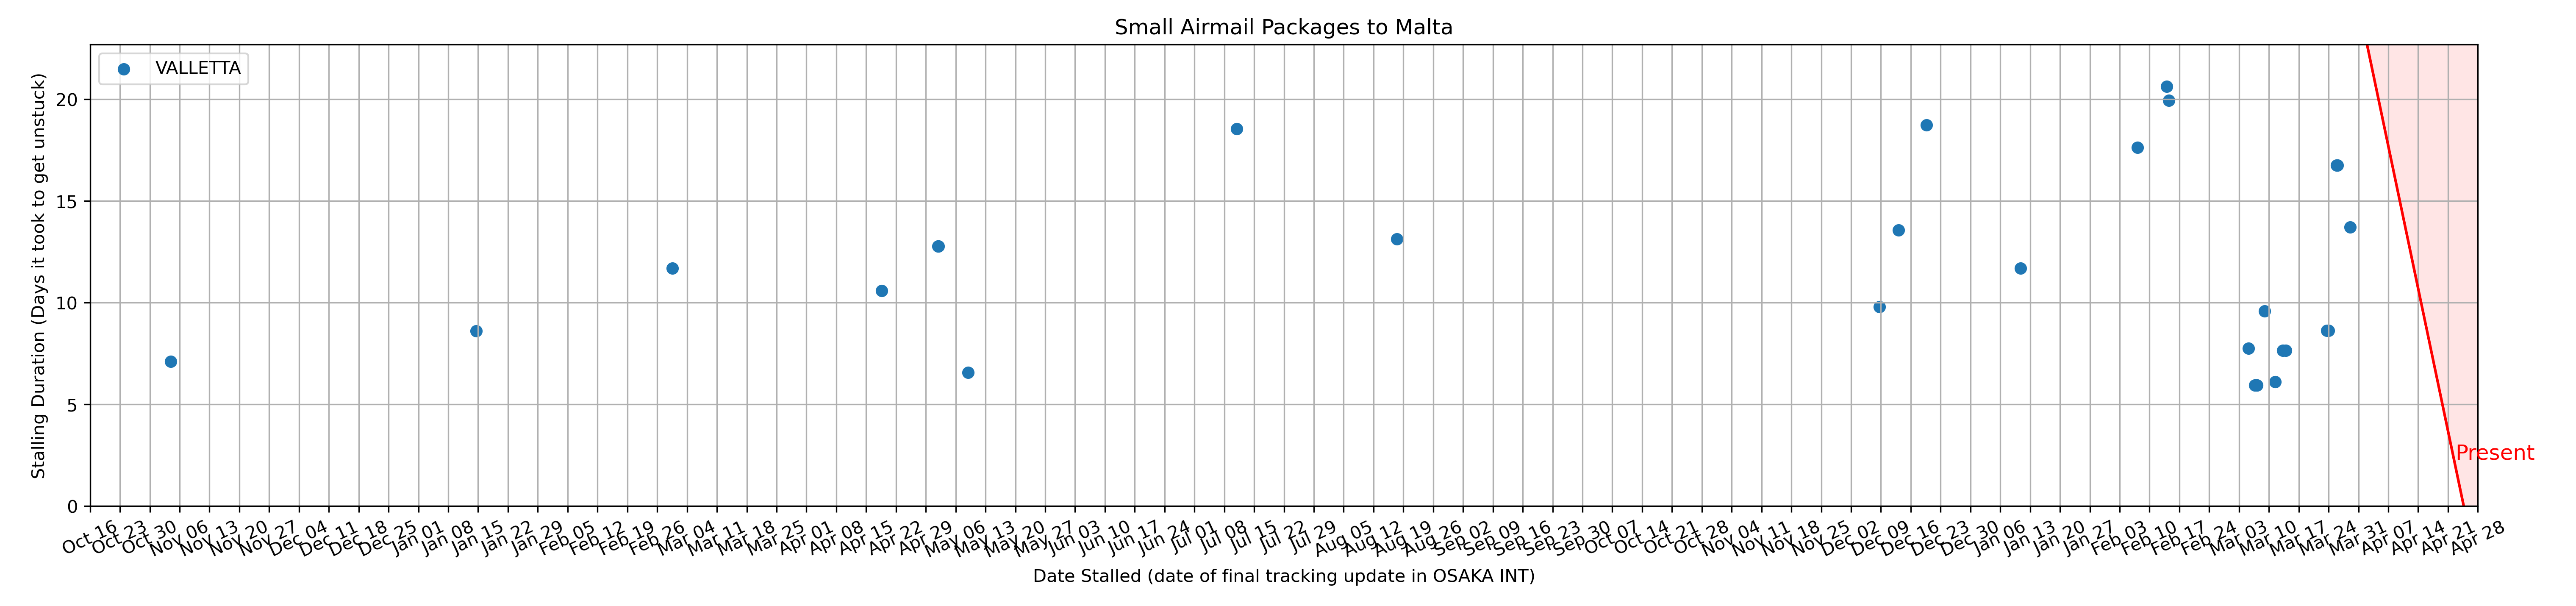 Small Airmail Packages to Malta
VALLETTA
Stalling Duration (Days it took to get unstuck)
20
15
10
5
0
Present
Oct 16
Oct 23
Oct 30
Nov 06
Nov 13
Nov 20
Nov 27
Dec 04
Dec 11
Dec 18
Dec 25
Jan 01
Jan 08
Jan 15
Jan 22
Jan 29
Feb 05
Feb 12
Feb 19
Feb 26
Mar 04
Mar 11
Mar 18
Mar 25
Apr 01
Apr 08
Apr 15
Apr 22
Apr 29
May 06
May 13
May 20
May 27
Jun 03
Jun 10
Jun 17
Jun 24
Jul 01
Jul 08
Jul 15
Jul 22
Jul 29
Aug 05
Aug 12
Aug 19
Aug 26
Sep 02
Sep 09
Sep 16
Sep 23
Sep 30
Oct 07
Oct 14
Oct 21
Oct 28
Nov 04
Nov 11
Nov 18
Nov 25
Dec 02
Dec 09
Dec 16
Dec 23
Dec 30
Jan 06
Jan 13
Jan 20
Jan 27
Feb 03
Feb 10
Feb 17
Feb 24
Mar 03
Mar 10
Mar 17
Mar 24
Mar 31
Apr 07
Apr 14
Apr 21
Apr 28
Date Stalled (date of final tracking update in OSAKA INT)